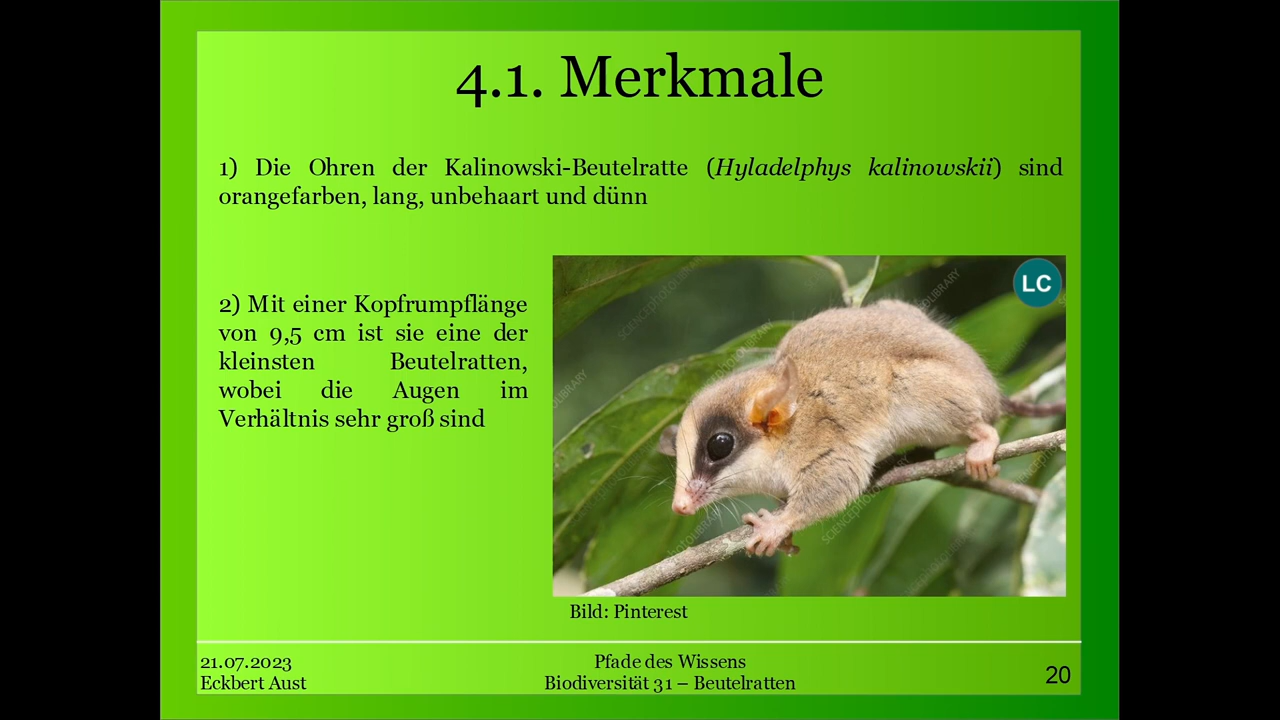 4.1. Merkmale
1) Die Ohren der Kalinowski-Beutelratte (Hyladelphys kalinowskii) sind
orangefarben, lang, unbehaart und dünn
2) Mit einer Kopfrumpflänge
von 9,5 cm ist sie eine der
kleinsten Beutelratten,
wobei die Augen im
Verhältnis sehr groß sind
LC
SCIENCEPHOTOLIBRARY
Bild: Pinterest
21.07.2023
Eckbert Aust
Pfade des Wissens
Biodiversität 31 – Beutelratten
20